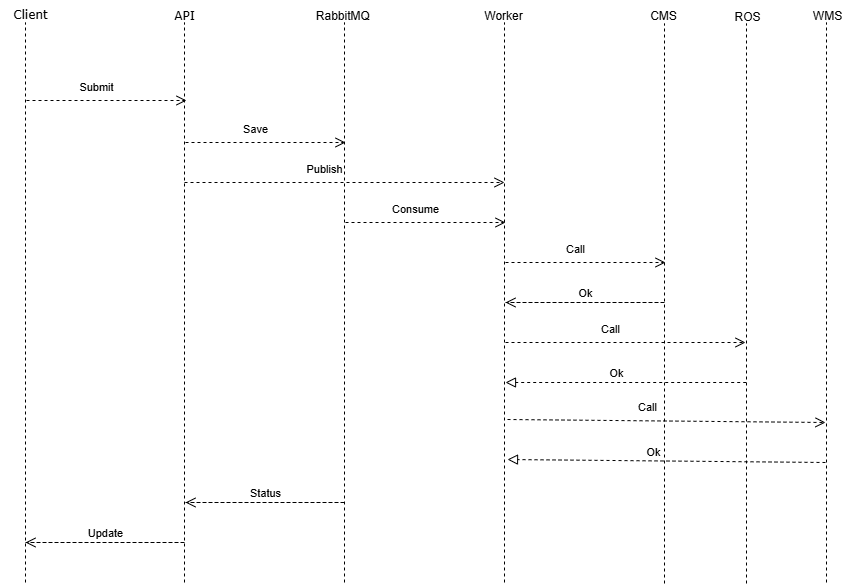 Client API RabbitMQ Worker CMS ROS WMS
Submit
Save
Publish
Consume
Call
Ok
Call
Ok
Call
Ok
Status
Update